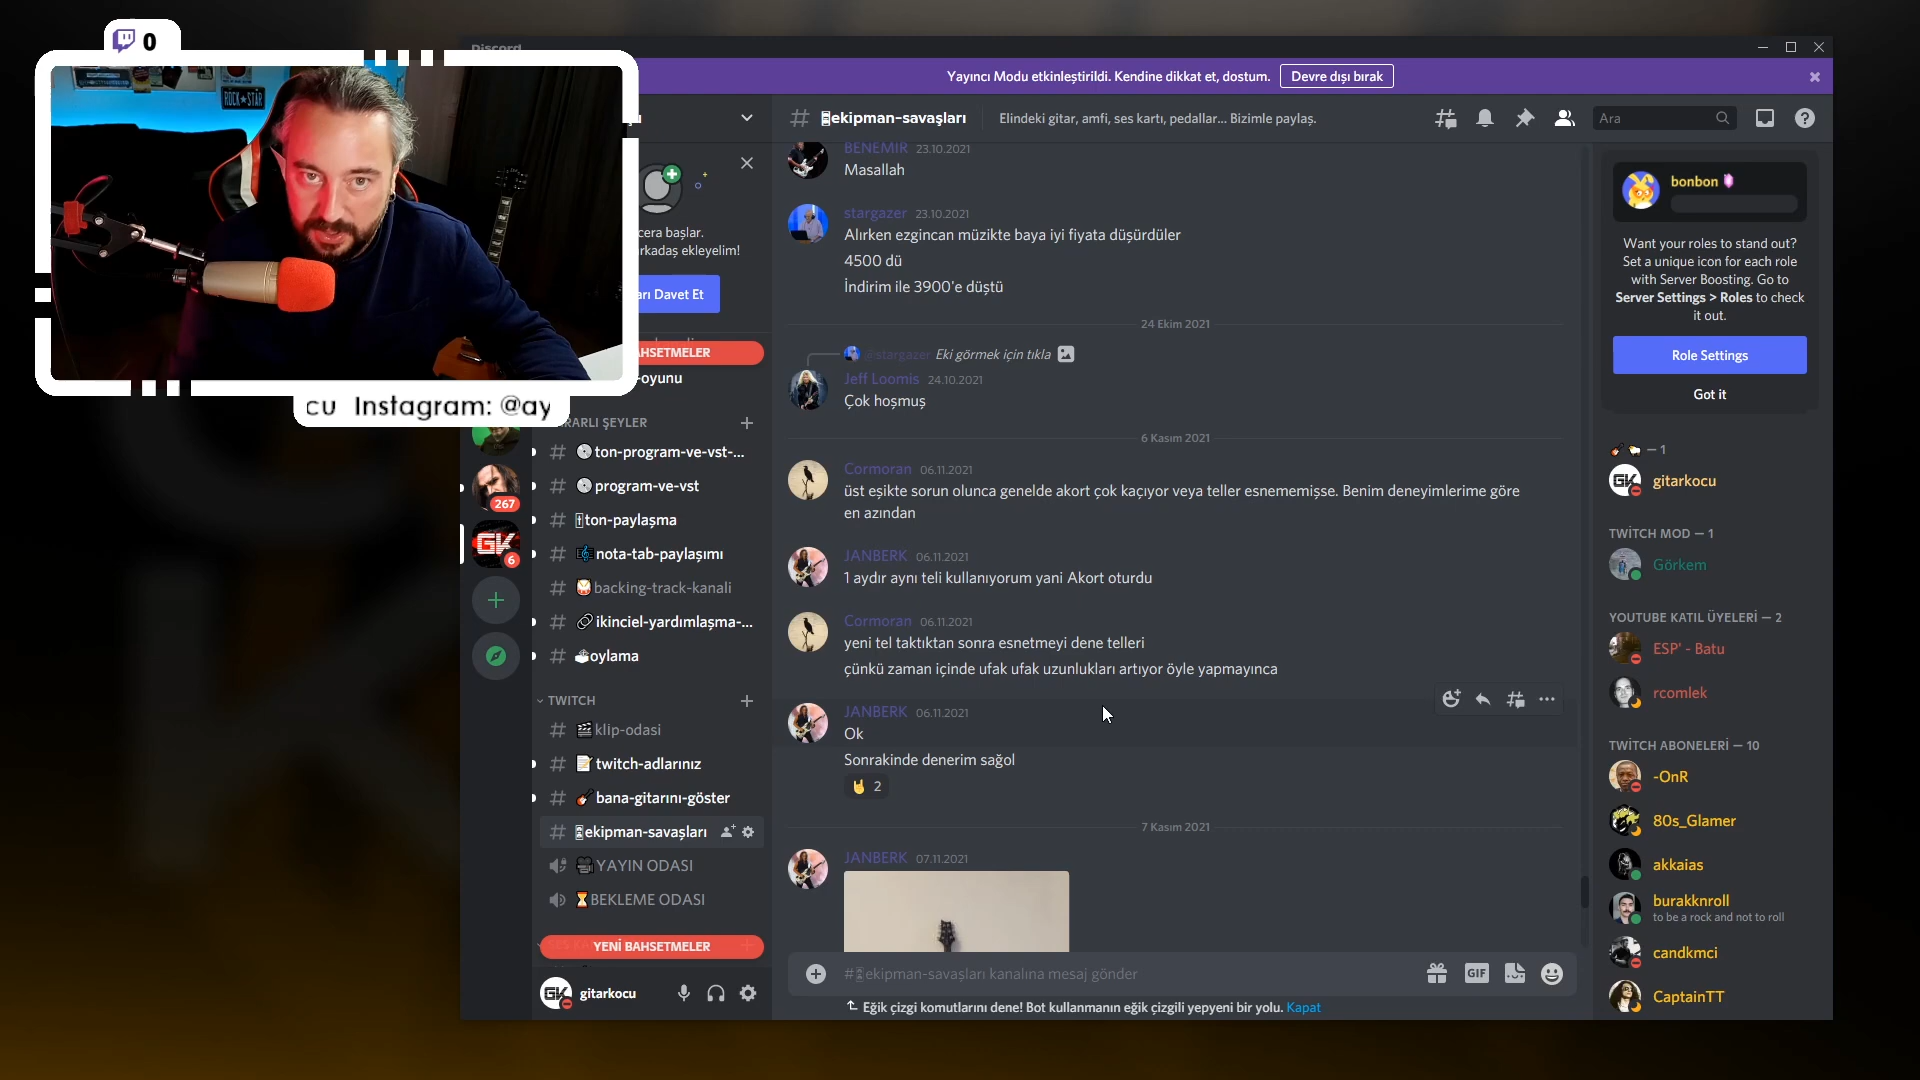 0
ROCK★STAR
cu Instagram: @ay
Discord
Yayıncı Modu etkinleştirildi. Kendine dikkat et, dostum.
Devre dışı bırak
cera başlar.
rkadaş ekleyelim!
arı Davet Et
AHSETMELER
-oyunu
RARLI ŞEYLER
ton-program-ve-vst-...
program-ve-vst
ton-paylaşma
nota-tab-paylaşımı
backing-track-kanali
ikinciel-yardımlaşma-...
oylama
267
GK
6
TWITCH
klip-odasi
twitch-adlarınız
bana-gitarını-göster
ekipman-savaşları
YAYIN ODASI
BEKLEME ODASI
YENİ BAHSETMELER
GK
gitarkocu
ekipman-savaşları
Elindeki gitar, amfi, ses kartı, pedallar... Bizimle paylaş.
Ara
BENEMIR 23.10.2021
Masallah
stargazer 23.10.2021
Alırken ezgincan müzikte baya iyi fiyata düşürdüler
4500 dü
İndirim ile 3900'e düştü
24 Ekim 2021
@stargazer Eki görmek için tıkla
Jeff Loomis 24.10.2021
Çok hoşmuş
6 Kasım 2021
Cormoran 06.11.2021
üst eşikte sorun olunca genelde akort çok kaçıyor veya teller esnememişse. Benim deneyimlerime göre
en azından
JANBERK 06.11.2021
1 aydır aynı teli kullanıyorum yani Akort oturdu
Cormoran 06.11.2021
yeni tel taktıktan sonra esnetmeyi dene telleri
çünkü zaman içinde ufak ufak uzunlukları artıyor öyle yapmayınca
JANBERK 06.11.2021
Ok
Sonrakinde denerim sağol
2
7 Kasım 2021
JANBERK 07.11.2021
#ekipman-savaşları kanalına mesaj gönder
GIF
Eğik çizgi komutlarını dene! Bot kullanmanın eğik çizgili yepyeni bir yolu. Kapat
bonbon
Want your roles to stand out?
Set a unique icon for each role
with Server Boosting. Go to
Server Settings > Roles to check
it out.
Role Settings
Got it
— 1
GK
gitarkocu
TWİTCH MOD — 1
Görkem
YOUTUBE KATIL ÜYELERİ — 2
ESP' - Batu
rcomlek
TWİTCH ABONELERİ — 10
-OnR
80s_Glamer
akkaias
burakknroll
to be a rock and not to roll
candkmci
CaptainTT